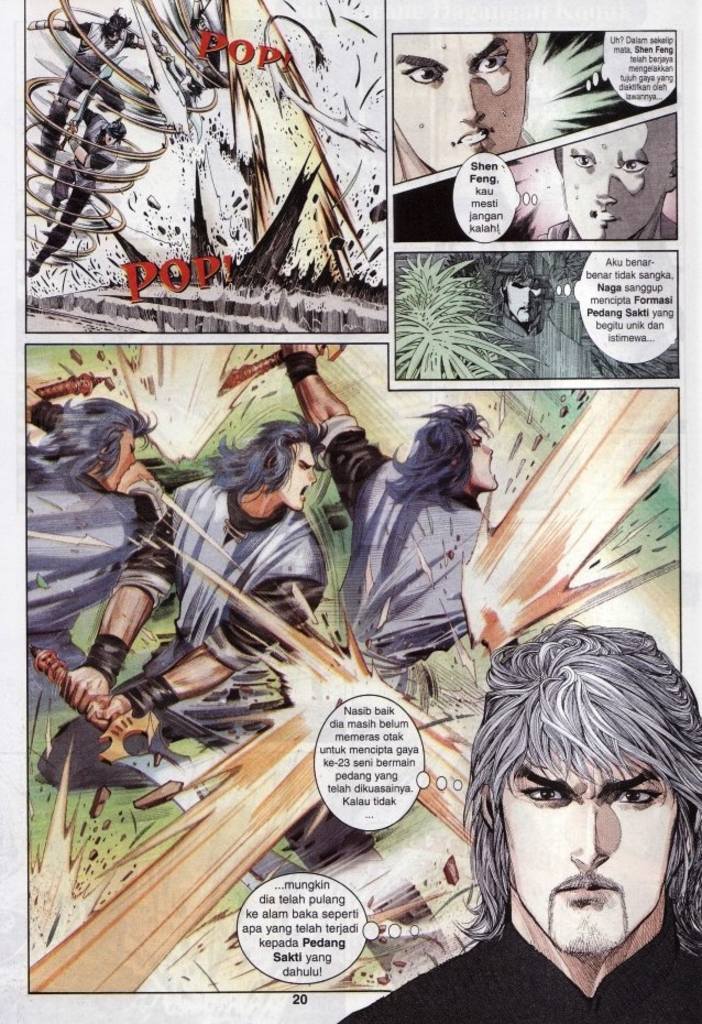 POP!
POP!
Uh? Dalam sekelip
mata, Shen Feng
telah berjaya
mengelakkan
tujuh gaya yang
diaktifkan oleh
lawannya...
Shen
Feng,
kau
mesti
jangan
kalah!
Aku benar-
benar tidak sangka,
Naga sanggup
mencipta Formasi
Pedang Sakti yang
begitu unik dan
istimewa...
Nasib baik
dia masih belum
memeras otak
untuk mencipta gaya
ke-23 seni bermain
pedang yang
telah dikuasainya.
Kalau tidak
...
...mungkin
dia telah pulang
ke alam baka seperti
apa yang telah terjadi
kepada Pedang
Sakti yang
dahulu!
20